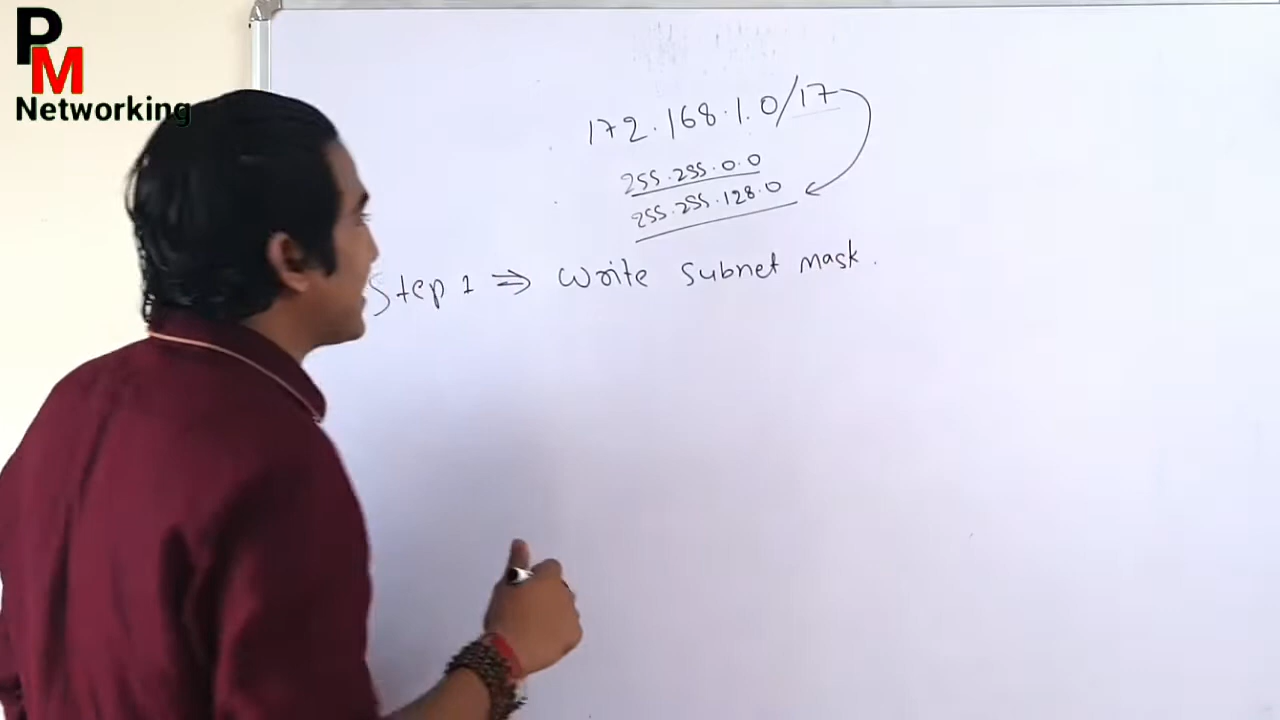 PM
Networking
172.168.1.0/17
255.255.0.0
255.255.128.0
Step 1 ⇒ Write Subnet mask.